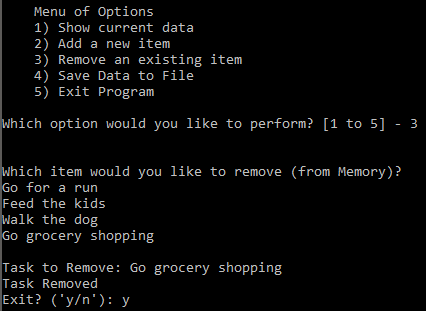 Menu of Options
1) Show current data
2) Add a new item
3) Remove an existing item
4) Save Data to File
5) Exit Program
Which option would you like to perform? [1 to 5] - 3
Which item would you like to remove (from Memory)?
Go for a run
Feed the kids
Walk the dog
Go grocery shopping
Task to Remove: Go grocery shopping
Task Removed
Exit? ('y/n'): y